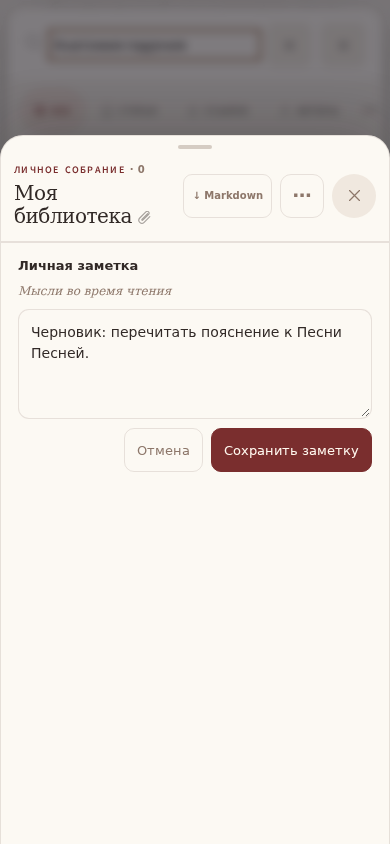 ЛИЧНОЕ СОБРАНИЕ · 0
Моя
библиотека
↓ Markdown
···
Личная заметка
Мысли во время чтения
Черновик: перечитать пояснение к Песни
Песней.
Отмена
Сохранить заметку